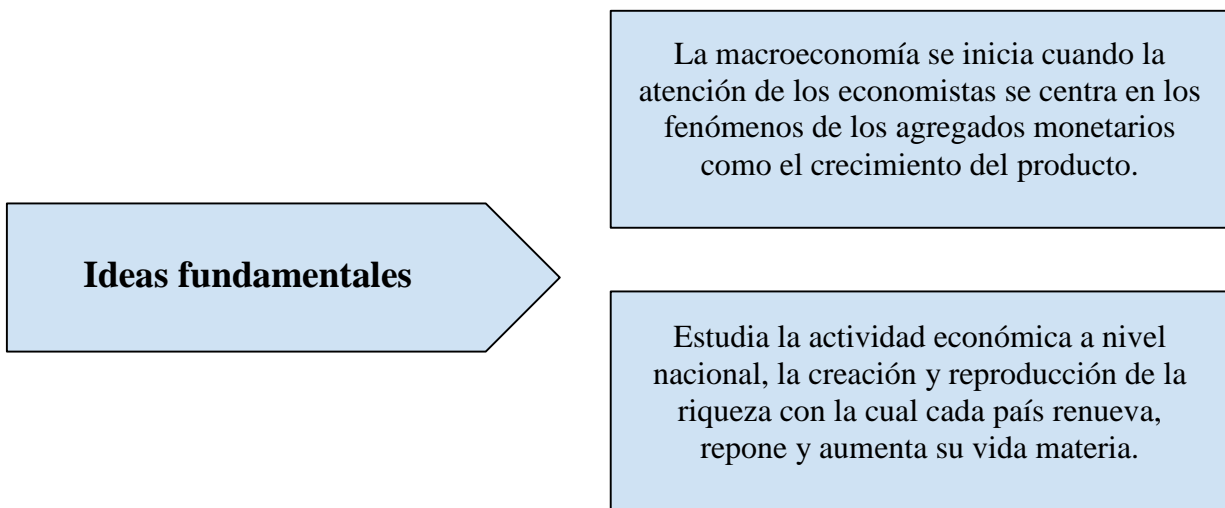 Ideas fundamentales
La macroeconomía se inicia cuando la
atención de los economistas se centra en los
fenómenos de los agregados monetarios
como el crecimiento del producto.
Estudia la actividad económica a nivel
nacional, la creación y reproducción de la
riqueza con la cual cada país renueva,
repone y aumenta su vida materia.